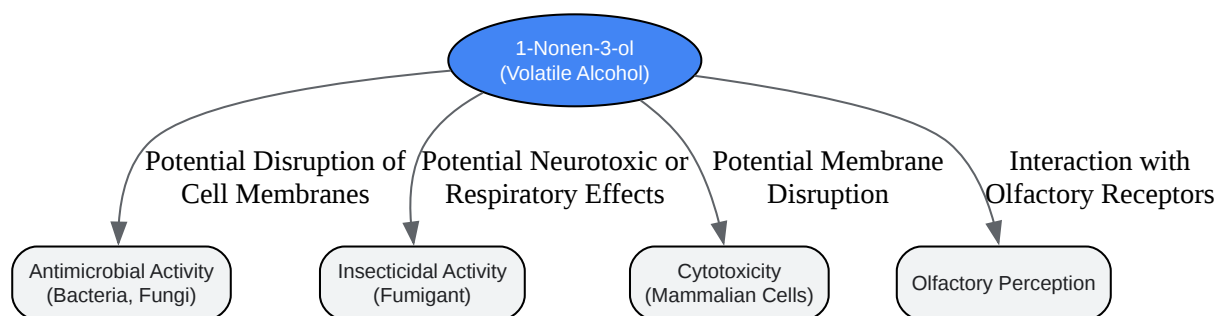 1-Nonen-3-ol
(Volatile Alcohol)
Potential Disruption of
Cell Membranes
Potential Neurotoxic or
Respiratory Effects
Potential Membrane
Disruption
Interaction with
Olfactory Receptors
Antimicrobial Activity
(Bacteria, Fungi)
Insecticidal Activity
(Fumigant)
Cytotoxicity
(Mammalian Cells)
Olfactory Perception